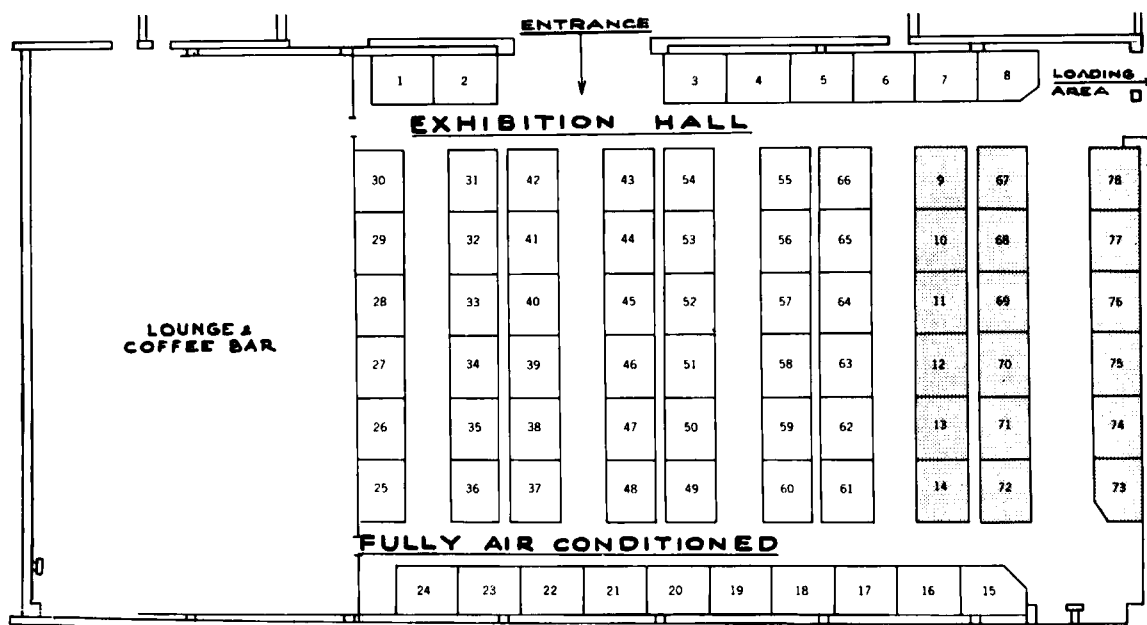 ENTRANCE
1 2 3 4 5 6 7 8
LOADING
AREA
EXHIBITION HALL
30 31 42 43 54 55 66 9 67 78
29 32 41 44 53 56 65 10 68 77
28 33 40 45 52 57 64 11 69 76
LOUNGE &
COFFEE BAR
27 34 39 46 51 58 63 12 70 75
26 35 38 47 50 59 62 13 71 74
25 36 37 48 49 60 61 14 72 73
FULLY AIR CONDITIONED
24 23 22 21 20 19 18 17 16 15